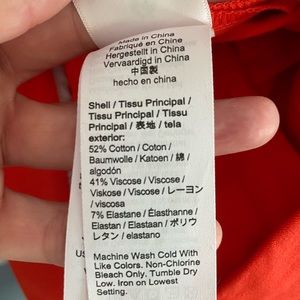 Made in China
Fabriqué en Chine
Hergestellt in China
Vervaardigd in China
中国製
hecho en china
Shell / Tissu Principal /
Tissu Principal / Tissu
Principal / 表地 / tela
exterior:
52% Cotton / Coton /
Baumwolle / Katoen / 綿 /
algodón
41% Viscose / Viscose /
Viskose / Viscose / レーヨン
/ viscosa
7% Elastane / Élasthanne /
Elastan / Elastaan / ポリウ
レタン / elastano
Machine Wash Cold With
Like Colors. Non-Chlorine
Bleach Only. Tumble Dry
Low. Iron on Lowest
Setting.